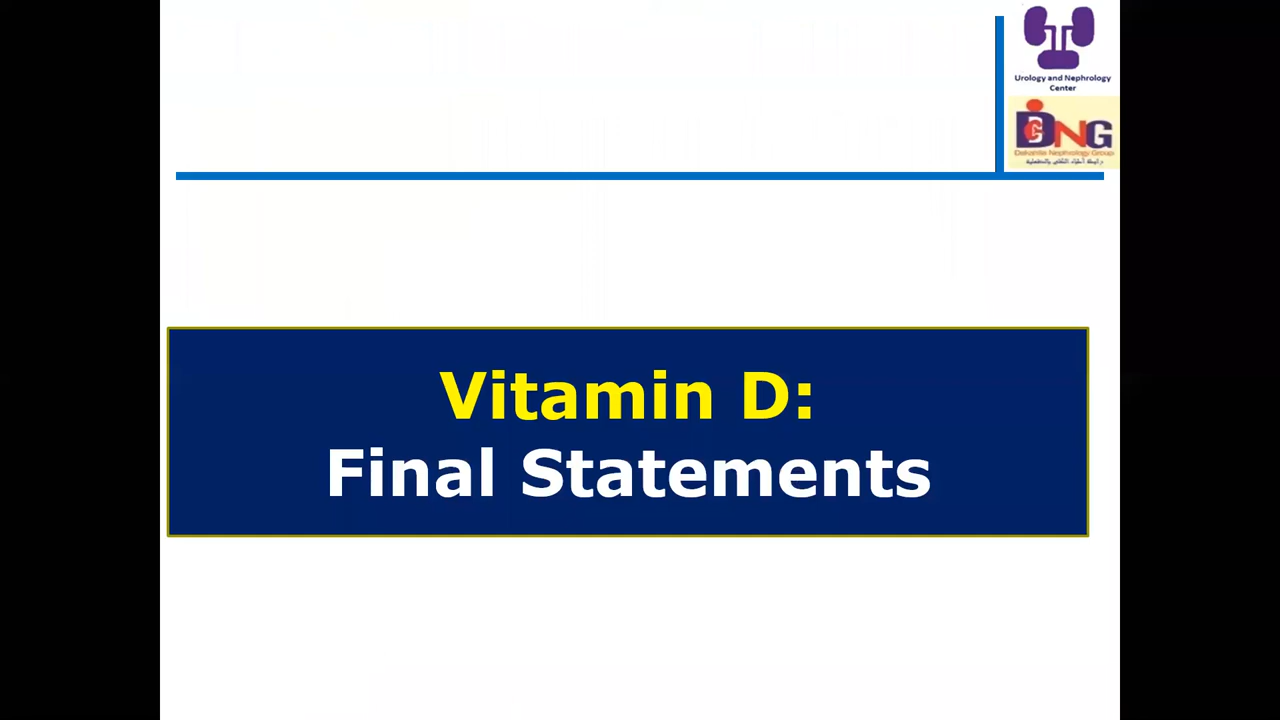 Urology and Nephrology
Center
DNG
Dakahlia Nephrology Group
Vitamin D:
Final Statements